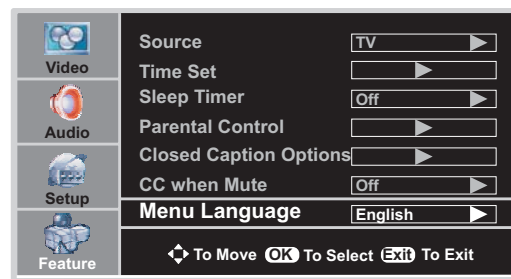 Video
Audio
Setup
Feature
Source TV
Time Set
Sleep Timer Off
Parental Control
Closed Caption Options
CC when Mute Off
Menu Language English
To Move OK To Select Exit To Exit